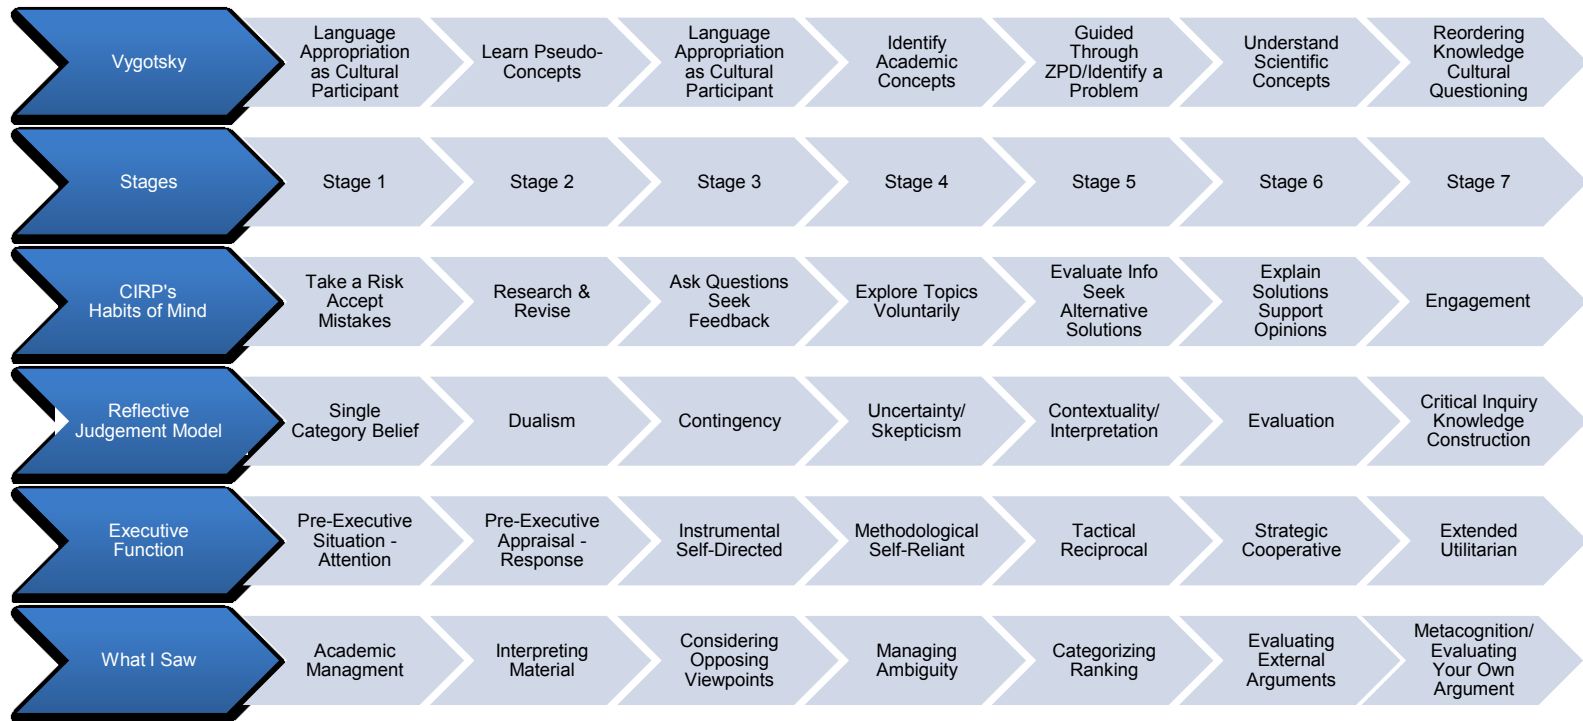 Vygotsky
Language
Appropriation
as Cultural
Participant
Learn Pseudo-
Concepts
Language
Appropriation
as Cultural
Participant
Identify
Academic
Concepts
Guided
Through
ZPD/Identify a
Problem
Understand
Scientific
Concepts
Reordering
Knowledge
Cultural
Questioning
Stages
Stage 1
Stage 2
Stage 3
Stage 4
Stage 5
Stage 6
Stage 7
CIRP's
Habits of Mind
Take a Risk
Accept
Mistakes
Research &
Revise
Ask Questions
Seek
Feedback
Explore Topics
Voluntarily
Evaluate Info
Seek
Alternative
Solutions
Explain
Solutions
Support
Opinions
Engagement
Reflective
Judgement Model
Single
Category Belief
Dualism
Contingency
Uncertainty/
Skepticism
Contextuality/
Interpretation
Evaluation
Critical Inquiry
Knowledge
Construction
Executive
Function
Pre-Executive
Situation -
Attention
Pre-Executive
Appraisal -
Response
Instrumental
Self-Directed
Methodological
Self-Reliant
Tactical
Reciprocal
Strategic
Cooperative
Extended
Utilitarian
What I Saw
Academic
Managment
Interpreting
Material
Considering
Opposing
Viewpoints
Managing
Ambiguity
Categorizing
Ranking
Evaluating
External
Arguments
Metacognition/
Evaluating
Your Own
Argument